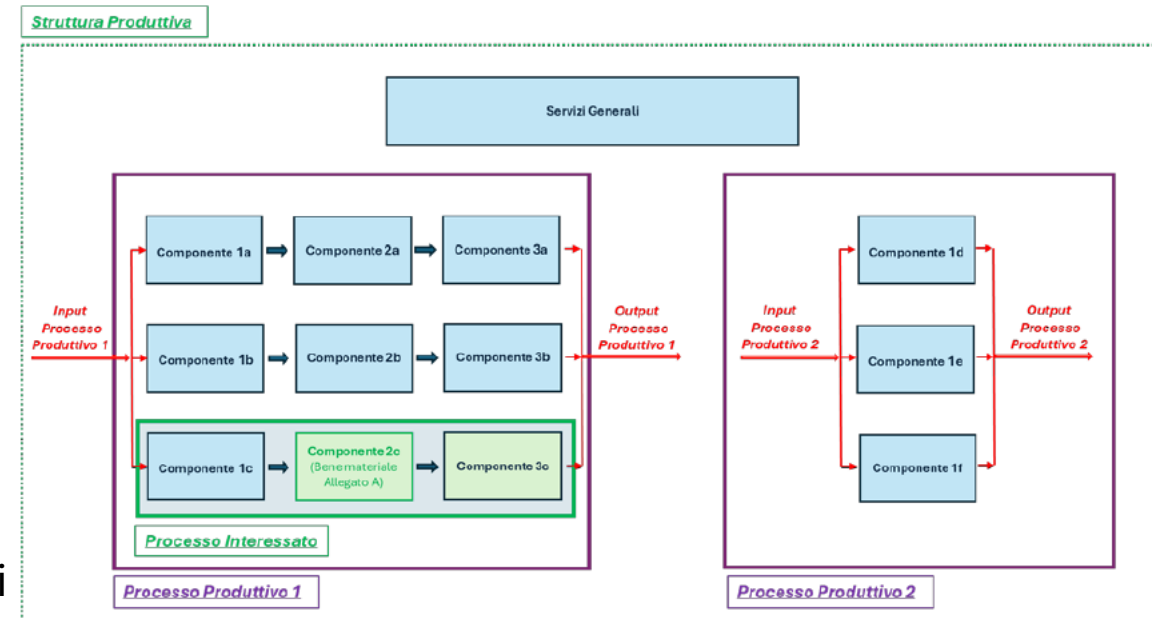 Struttura Produttiva
Servizi Generali
Componente 1a
Componente 2a
Componente 3a
Input
Processo
Produttivo 1
Componente 1b
Componente 2b
Componente 3b
Output
Processo
Produttivo 1
Componente 1c
Componente 2c
(Bene materiale
Allegato A)
Componente 3c
Processo Interessato
Processo Produttivo 1
Componente 1d
Input
Processo
Produttivo 2
Componente 1e
Output
Processo
Produttivo 2
Componente 1f
Processo Produttivo 2
i